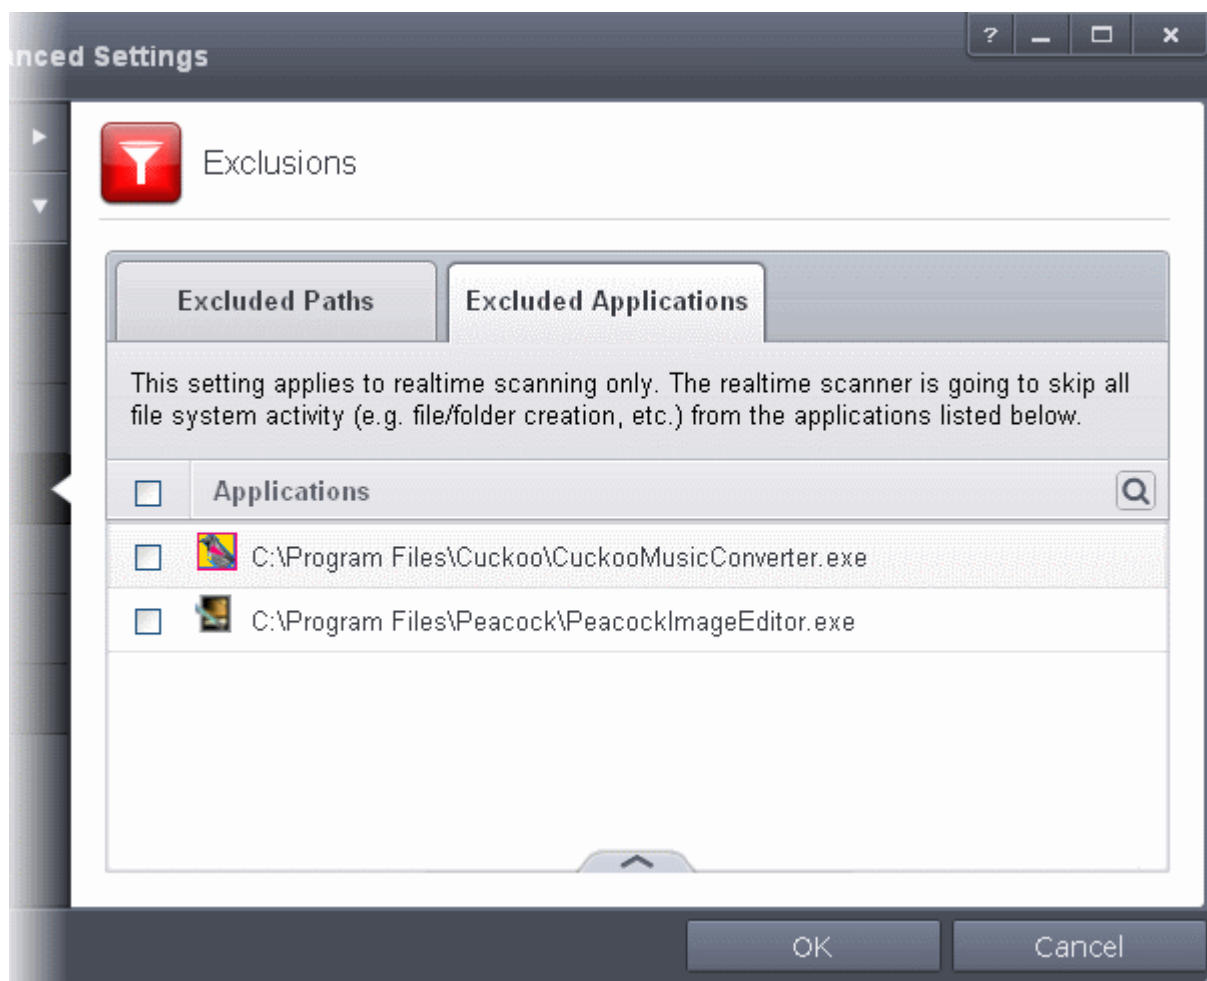 nced Settings
?
Exclusions
Excluded Paths
Excluded Applications
This setting applies to realtime scanning only. The realtime scanner is going to skip all
file system activity (e.g. file/folder creation, etc.) from the applications listed below.
Applications
C:\Program Files\Cuckoo\CuckooMusicConverter.exe
C:\Program Files\Peacock\PeacockImageEditor.exe
OK
Cancel